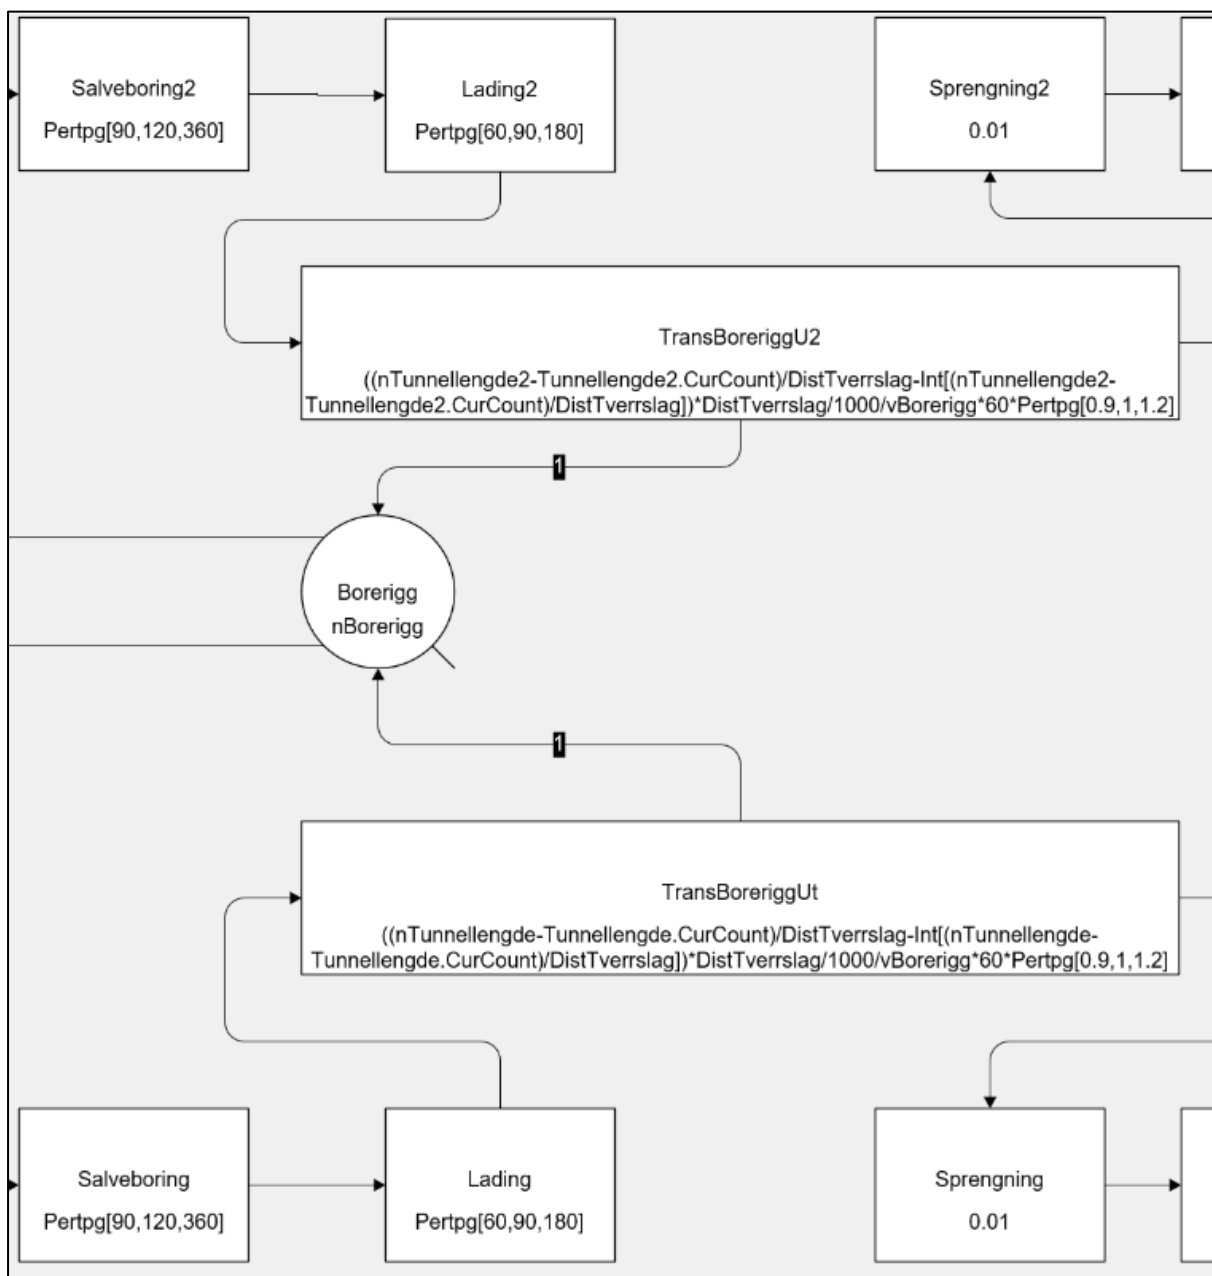 Salveboring2
Pertpg[90,120,360]
Lading2
Pertpg[60,90,180]
Sprengning2
0.01
TransBoreriggU2
((nTunnellengde2-Tunnellengde2.CurCount)/DistTverrslag-Int[(nTunnellengde2-
Tunnellengde2.CurCount)/DistTverrslag])*DistTverrslag/1000/vBorerigg*60*Pertpg[0.9,1,1.2]
1
Borerigg
nBorerigg
1
TransBoreriggUt
((nTunnellengde-Tunnellengde.CurCount)/DistTverrslag-Int[(nTunnellengde-
Tunnellengde.CurCount)/DistTverrslag])*DistTverrslag/1000/vBorerigg*60*Pertpg[0.9,1,1.2]
Salveboring
Pertpg[90,120,360]
Lading
Pertpg[60,90,180]
Sprengning
0.01